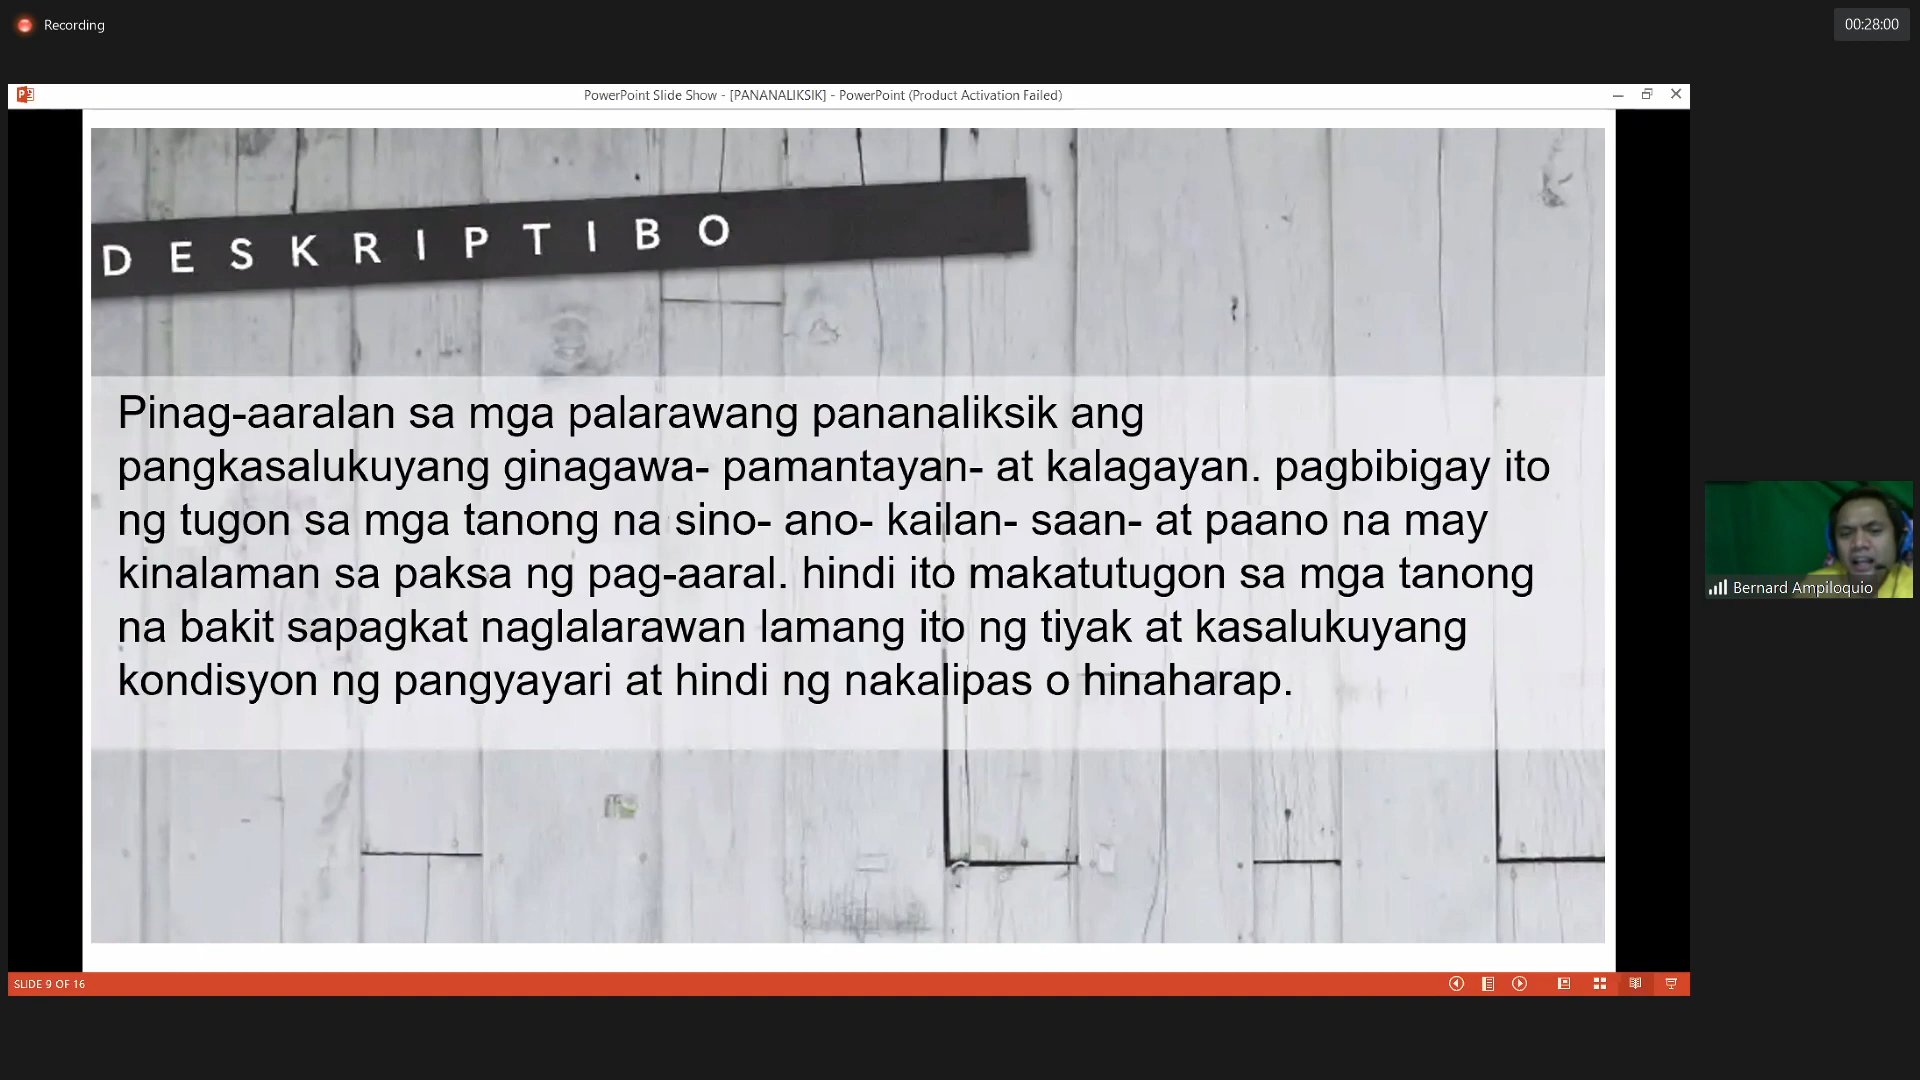 Recording
00:28:00
PowerPoint Slide Show - [PANANALIKSIK] - PowerPoint (Product Activation Failed)
DESKRIPTIBO
Pinag-aaralan sa mga palarawang pananaliksik ang
pangkasalukuyang ginagawa- pamantayan- at kalagayan. pagbibigay ito
ng tugon sa mga tanong na sino- ano- kailan- saan- at paano na may
kinalaman sa paksa ng pag-aaral. hindi ito makatutugon sa mga tanong
na bakit sapagkat naglalarawan lamang ito ng tiyak at kasalukuyang
kondisyon ng pangyayari at hindi ng nakalipas o hinaharap.
Bernard Ampiloquio
SLIDE 9 OF 16